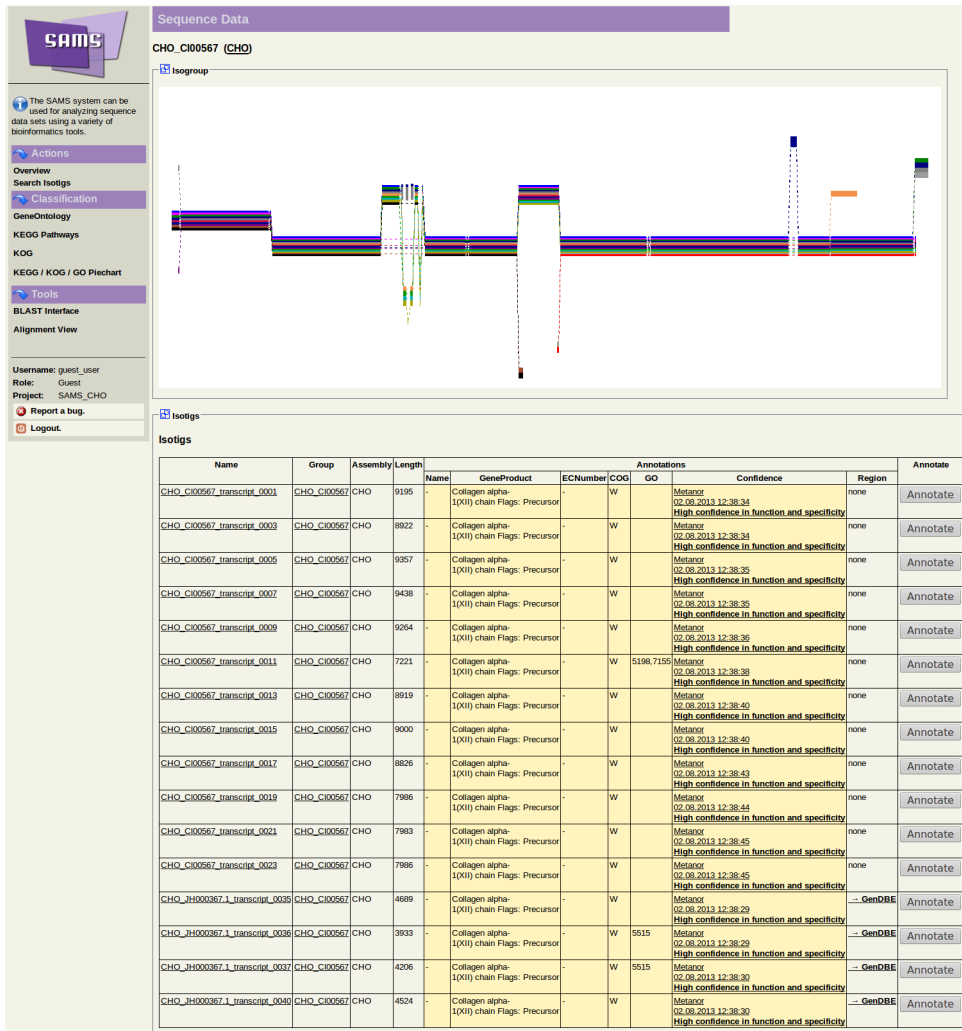 SAMS
The SAMS system can be
used for analyzing sequence
data sets using a variety of
bioinformatics tools.
Actions
Overview
Search Isotigs
Classification
GeneOntology
KEGG Pathways
KOG
KEGG / KOG / GO Piechart
Tools
BLAST Interface
Alignment View
Username: guest_user
Role: Guest
Project: SAMS_CHO
Report a bug.
Logout.
Sequence Data
CHO_CI00567 (CHO)
Isogroup
Isotigs
Isotigs
Name Group Assembly Length Annotations Annotate
Name GeneProduct ECNumber COG GO Confidence Region
CHO_CI00567_transcript_0001 CHO_CI00567 CHO 9195 - Collagen alpha- - W Metanor none Annotate
1(XII) chain Flags: Precursor 02.08.2013 12:38:34
High confidence in function and specificity
CHO_CI00567_transcript_0003 CHO_CI00567 CHO 8922 - Collagen alpha- - W Metanor none Annotate
1(XII) chain Flags: Precursor 02.08.2013 12:38:34
High confidence in function and specificity
CHO_CI00567_transcript_0005 CHO_CI00567 CHO 9357 - Collagen alpha- - W Metanor none Annotate
1(XII) chain Flags: Precursor 02.08.2013 12:38:35
High confidence in function and specificity
CHO_CI00567_transcript_0007 CHO_CI00567 CHO 9438 - Collagen alpha- - W Metanor none Annotate
1(XII) chain Flags: Precursor 02.08.2013 12:38:35
High confidence in function and specificity
CHO_CI00567_transcript_0009 CHO_CI00567 CHO 9264 - Collagen alpha- - W Metanor none Annotate
1(XII) chain Flags: Precursor 02.08.2013 12:38:36
High confidence in function and specificity
CHO_CI00567_transcript_0011 CHO_CI00567 CHO 7221 - Collagen alpha- - W 5198,7155 Metanor none Annotate
1(XII) chain Flags: Precursor 02.08.2013 12:38:38
High confidence in function and specificity
CHO_CI00567_transcript_0013 CHO_CI00567 CHO 8919 - Collagen alpha- - W Metanor none Annotate
1(XII) chain Flags: Precursor 02.08.2013 12:38:40
High confidence in function and specificity
CHO_CI00567_transcript_0015 CHO_CI00567 CHO 9000 - Collagen alpha- - W Metanor none Annotate
1(XII) chain Flags: Precursor 02.08.2013 12:38:40
High confidence in function and specificity
CHO_CI00567_transcript_0017 CHO_CI00567 CHO 8826 - Collagen alpha- - W Metanor none Annotate
1(XII) chain Flags: Precursor 02.08.2013 12:38:43
High confidence in function and specificity
CHO_CI00567_transcript_0019 CHO_CI00567 CHO 7986 - Collagen alpha- - W Metanor none Annotate
1(XII) chain Flags: Precursor 02.08.2013 12:38:44
High confidence in function and specificity
CHO_CI00567_transcript_0021 CHO_CI00567 CHO 7983 - Collagen alpha- - W Metanor none Annotate
1(XII) chain Flags: Precursor 02.08.2013 12:38:45
High confidence in function and specificity
CHO_CI00567_transcript_0023 CHO_CI00567 CHO 7986 - Collagen alpha- - W Metanor none Annotate
1(XII) chain Flags: Precursor 02.08.2013 12:38:45
High confidence in function and specificity
CHO_JH000367.1_transcript_0035 CHO_CI00567 CHO 4689 - Collagen alpha- - W Metanor → GenDBE Annotate
1(XII) chain Flags: Precursor 02.08.2013 12:38:29
High confidence in function and specificity
CHO_JH000367.1_transcript_0036 CHO_CI00567 CHO 3933 - Collagen alpha- - W 5515 Metanor → GenDBE Annotate
1(XII) chain Flags: Precursor 02.08.2013 12:38:29
High confidence in function and specificity
CHO_JH000367.1_transcript_0037 CHO_CI00567 CHO 4206 - Collagen alpha- - W 5515 Metanor → GenDBE Annotate
1(XII) chain Flags: Precursor 02.08.2013 12:38:30
High confidence in function and specificity
CHO_JH000367.1_transcript_0040 CHO_CI00567 CHO 4524 - Collagen alpha- - W Metanor → GenDBE Annotate
1(XII) chain Flags: Precursor 02.08.2013 12:38:30
High confidence in function and specificity